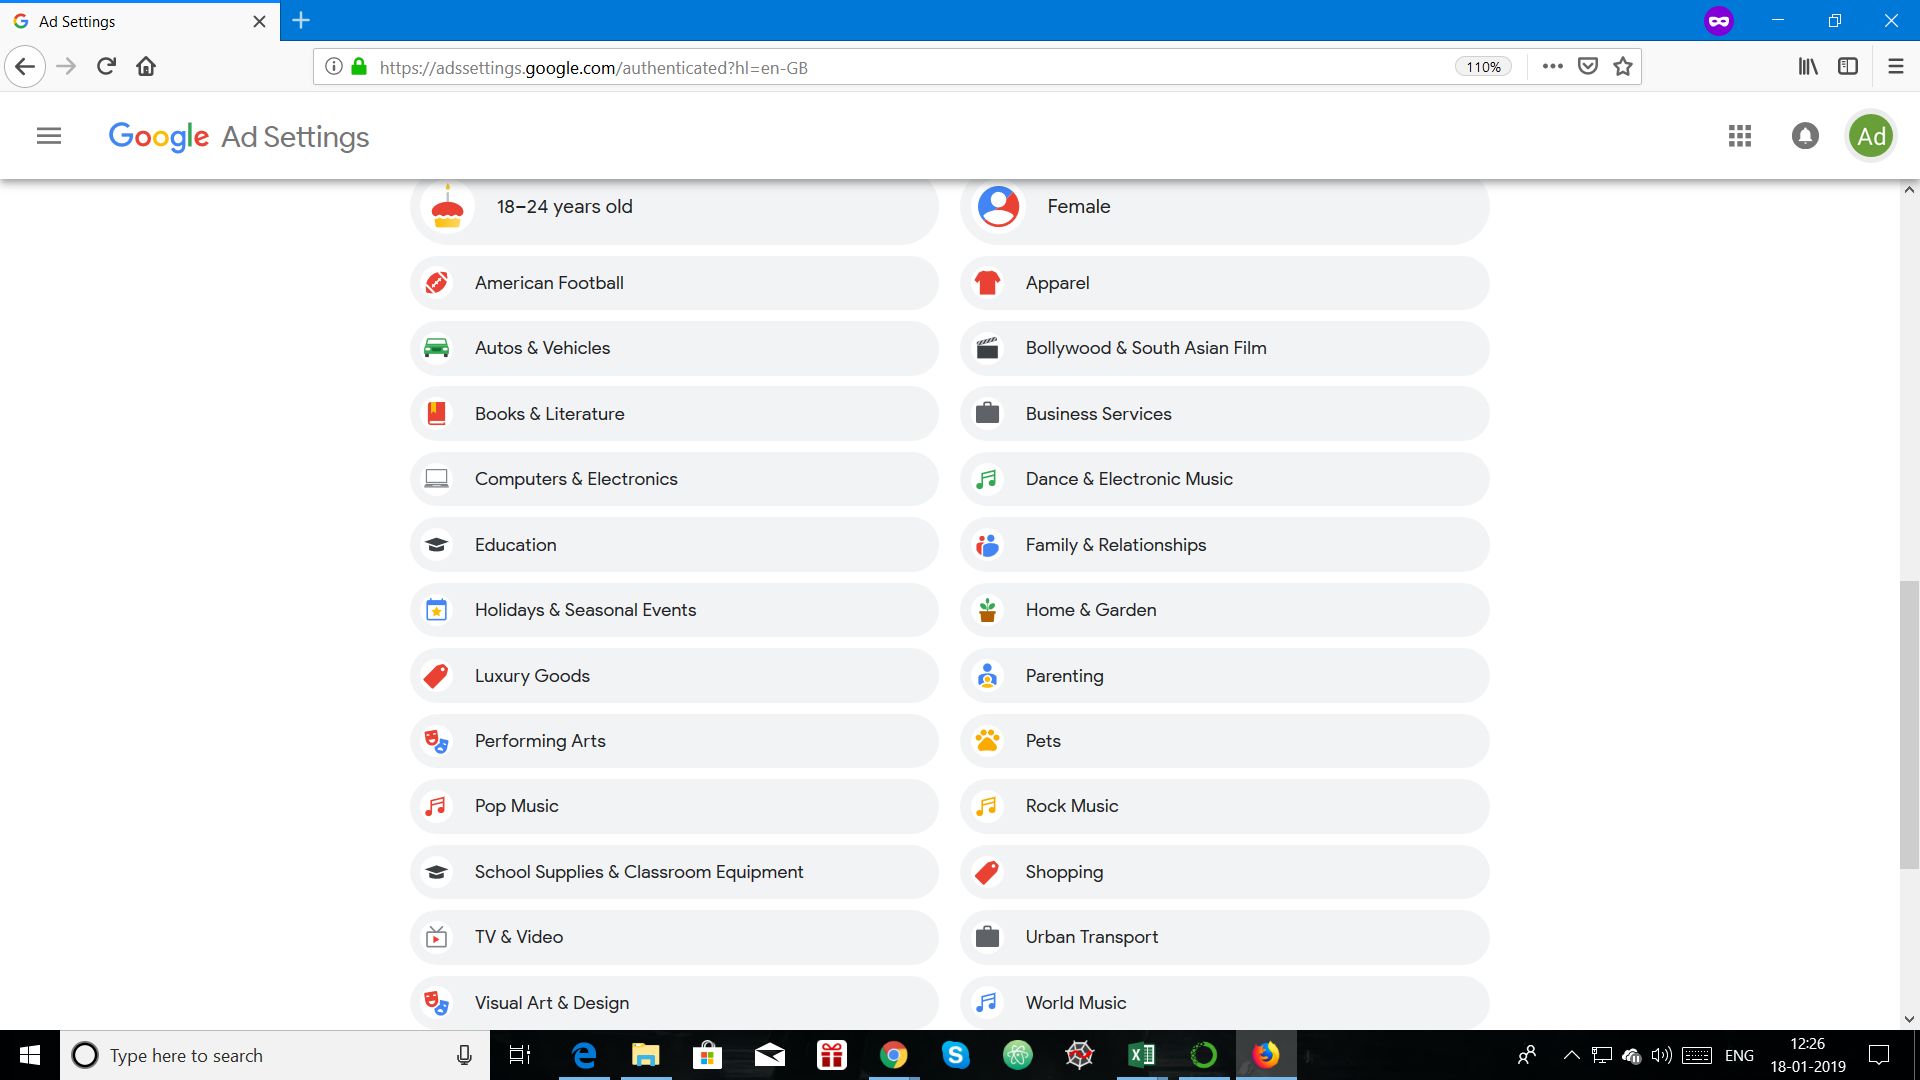 Ad Settings
https://adssettings.google.com/authenticated?hl=en-GB
110%
Google Ad Settings
Ad
18–24 years old
Female
American Football
Apparel
Autos & Vehicles
Bollywood & South Asian Film
Books & Literature
Business Services
Computers & Electronics
Dance & Electronic Music
Education
Family & Relationships
Holidays & Seasonal Events
Home & Garden
Luxury Goods
Parenting
Performing Arts
Pets
Pop Music
Rock Music
School Supplies & Classroom Equipment
Shopping
TV & Video
Urban Transport
Visual Art & Design
World Music
Type here to search
ENG
12:26
18-01-2019